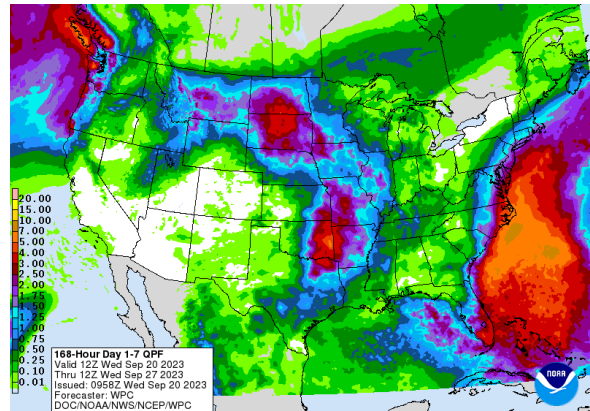 20.00
15.00
10.00
7.00
5.00
4.00
3.00
2.50
2.00
1.75
1.50
1.25
1.00
0.75
0.50
0.25
0.10
0.01
168-Hour Day 1-7 QPF
Valid 12Z Wed Sep 20 2023
Thru 12Z Wed Sep 27 2023
Issued: 0958Z Wed Sep 20 2023
Forecaster: WPC
DOC/NOAA/NWS/NCEP/WPC
NOAA